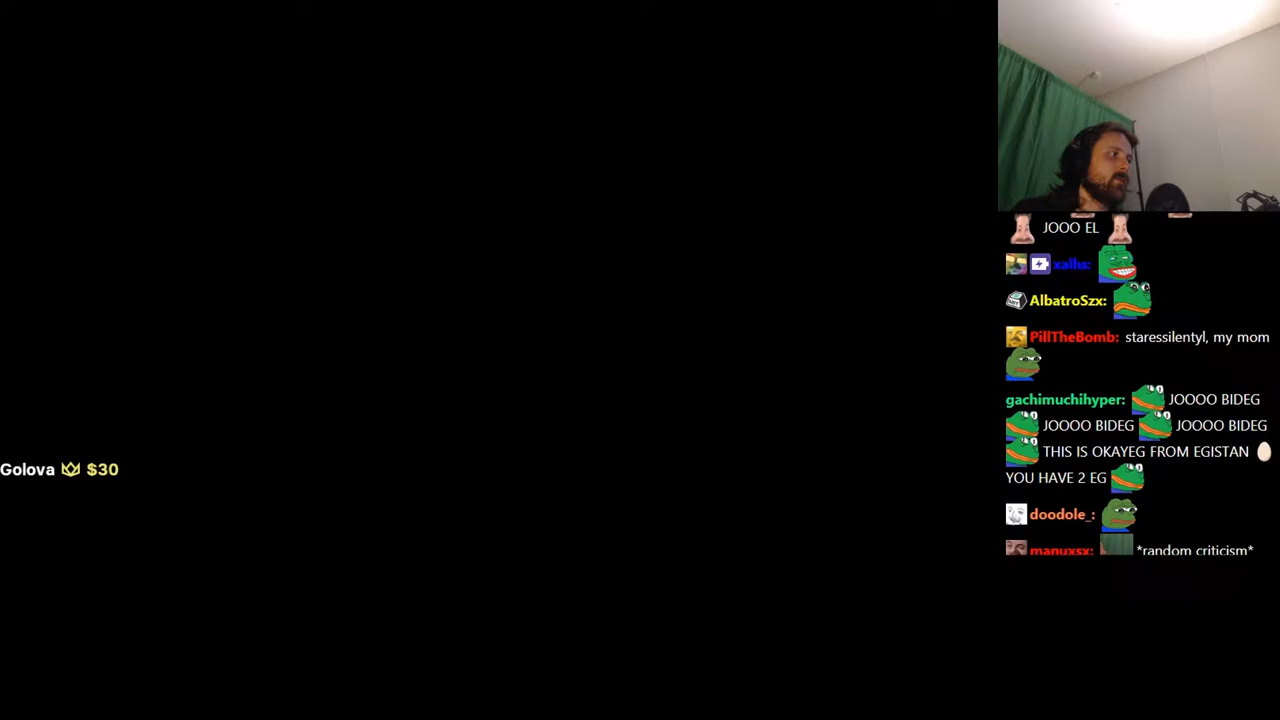 JOOO EL
xalhs:
AlbatroSzx:
PillTheBomb: staressilentyl, my mom
gachimuchihyper: JOOOO BIDEG
JOOOO BIDEG JOOOO BIDEG
THIS IS OKAYEG FROM EGISTAN
YOU HAVE 2 EG
Golova $30
doodole_:
manuxsx: *random criticism*